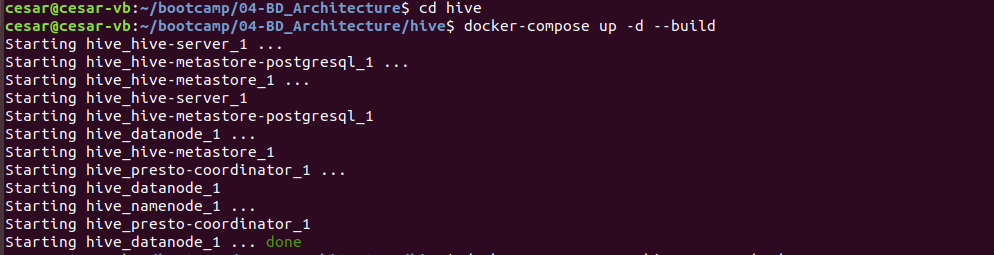 cesar@cesar-vb:~/bootcamp/04-BD_Architecture$ cd hive
cesar@cesar-vb:~/bootcamp/04-BD_Architecture/hive$ docker-compose up -d --build
Starting hive_hive-server_1 ...
Starting hive_hive-metastore-postgresql_1 ...
Starting hive_hive-metastore_1 ...
Starting hive_hive-server_1
Starting hive_hive-metastore-postgresql_1
Starting hive_datanode_1 ...
Starting hive_hive-metastore_1
Starting hive_presto-coordinator_1 ...
Starting hive_datanode_1
Starting hive_namenode_1 ...
Starting hive_presto-coordinator_1
Starting hive_datanode_1 ... done